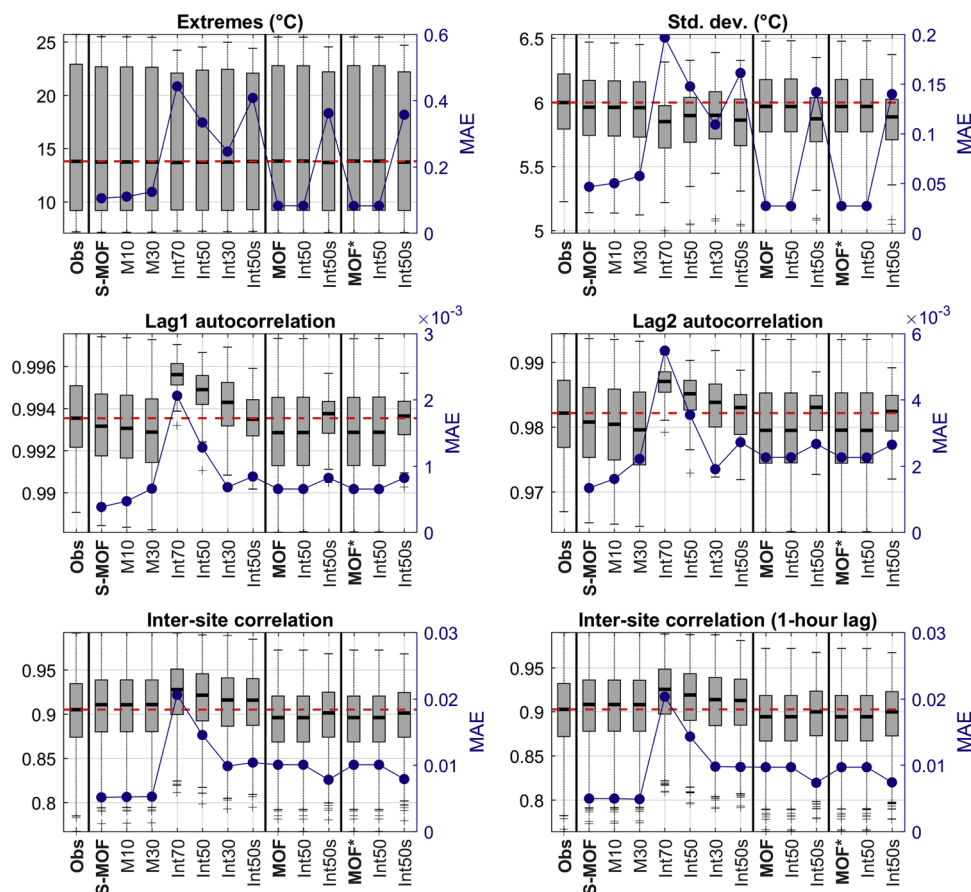 Extremes (°C)
25
20
15
10
0.6
0.4
0.2
0
MAE
Obs
S-MOF
M10
M30
Int70
Int50
Int30
Int50s
MOF
Int50
Int50s
MOF*
Int50
Int50s
Std. dev. (°C)
6.5
6
5.5
5
0.2
0.15
0.1
0.05
0
MAE
Obs
S-MOF
M10
M30
Int70
Int50
Int30
Int50s
MOF
Int50
Int50s
MOF*
Int50
Int50s
Lag1 autocorrelation
×10⁻³
0.996
0.994
0.992
0.99
3
2
1
0
MAE
Obs
S-MOF
M10
M30
Int70
Int50
Int30
Int50s
MOF
Int50
Int50s
MOF*
Int50
Int50s
Lag2 autocorrelation
×10⁻³
0.99
0.98
0.97
6
4
2
0
MAE
Obs
S-MOF
M10
M30
Int70
Int50
Int30
Int50s
MOF
Int50
Int50s
MOF*
Int50
Int50s
Inter-site correlation
0.95
0.9
0.85
0.8
0.03
0.02
0.01
0
MAE
Obs
S-MOF
M10
M30
Int70
Int50
Int30
Int50s
MOF
Int50
Int50s
MOF*
Int50
Int50s
Inter-site correlation (1-hour lag)
0.95
0.9
0.85
0.8
0.03
0.02
0.01
0
MAE
Obs
S-MOF
M10
M30
Int70
Int50
Int30
Int50s
MOF
Int50
Int50s
MOF*
Int50
Int50s